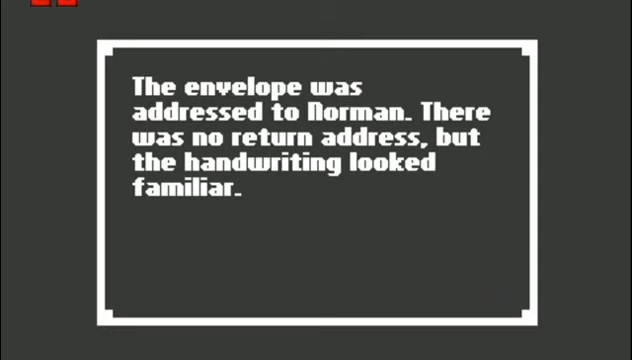 The envelope was
addressed to Norman. There
was no return address, but
the handwriting looked
familiar.